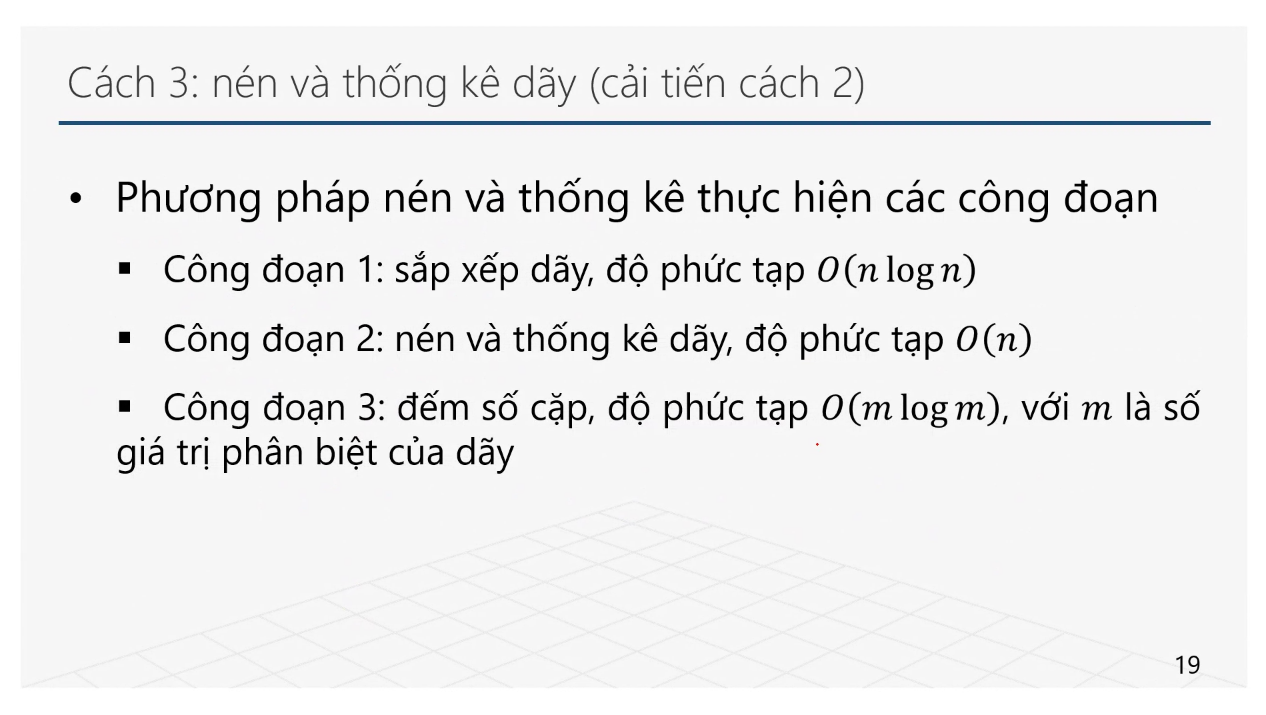 Cách 3: nén và thống kê dãy (cải tiến cách 2)
• Phương pháp nén và thống kê thực hiện các công đoạn
▪ Công đoạn 1: sắp xếp dãy, độ phức tạp O(n log n)
▪ Công đoạn 2: nén và thống kê dãy, độ phức tạp O(n)
▪ Công đoạn 3: đếm số cặp, độ phức tạp O(m log m), với m là số
giá trị phân biệt của dãy
19